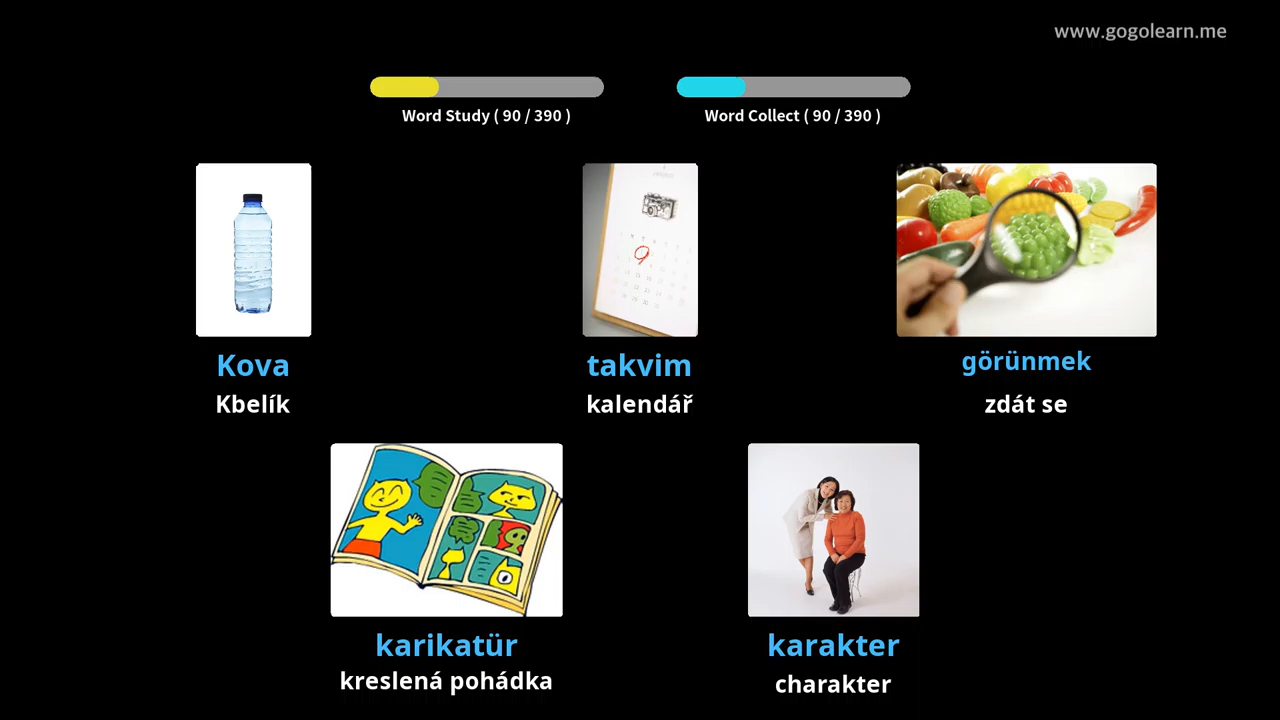 www.gogolearn.me
Word Study ( 90 / 390 )
Word Collect ( 90 / 390 )
Kova
Kbelík
takvim
kalendář
görünmek
zdát se
karikatür
kreslená pohádka
karakter
charakter